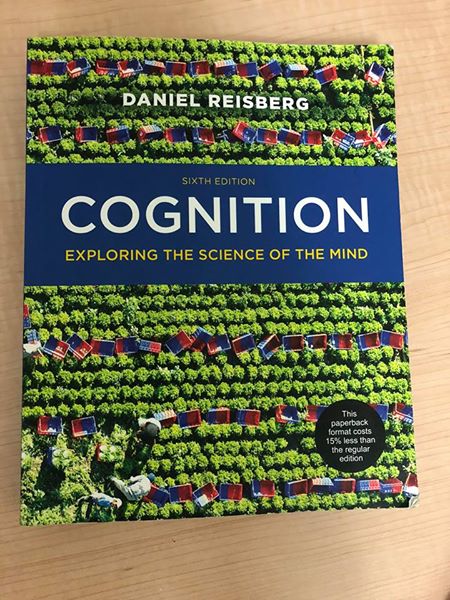 DANIEL REISBERG
SIXTH EDITION
COGNITION
EXPLORING THE SCIENCE OF THE MIND
This
paperback
format costs
15% less than
the regular
edition